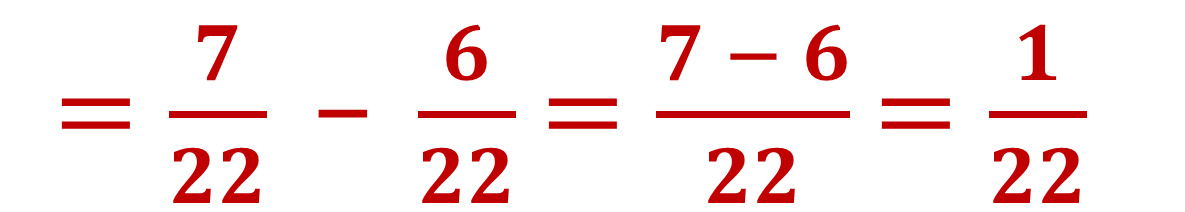 = 7/22 − 6/22 = (7 − 6)/22 = 1/22